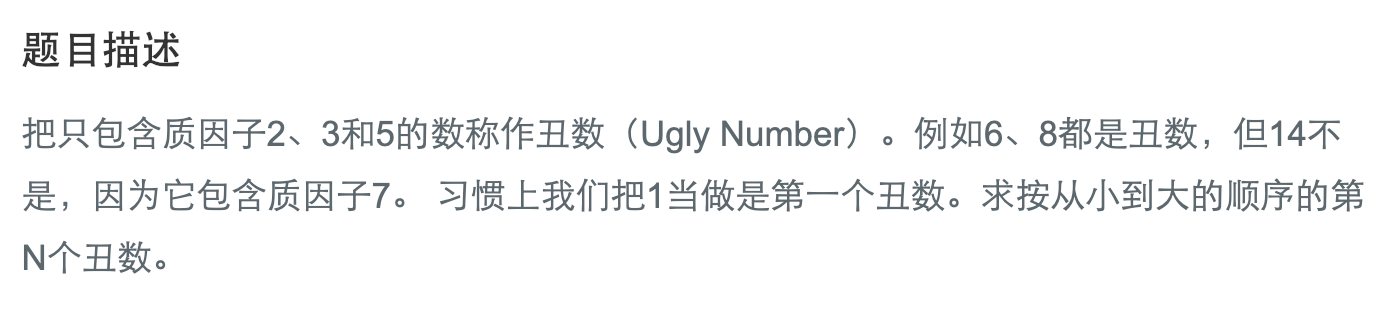 题目描述
把只包含质因子2、3和5的数称作丑数（Ugly Number）。例如6、8都是丑数，但14不
是，因为它包含质因子7。 习惯上我们把1当做是第一个丑数。求按从小到大的顺序的第
N个丑数。